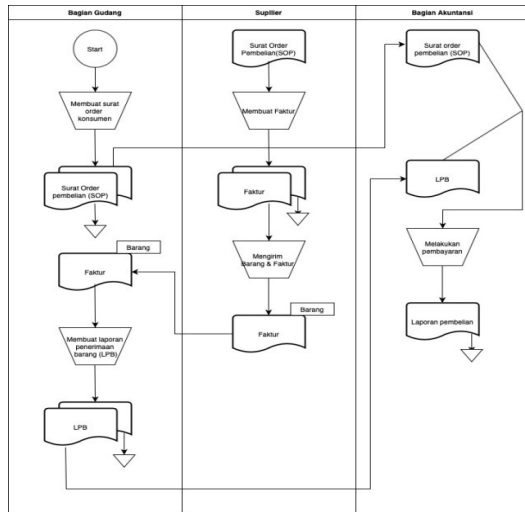 Bagian Gudang
Supllier
Bagian Akuntansi
Start
Membuat surat
order
konsumen
Surat Order
pembelian (SOP)
Barang
Faktur
Membuat laporan
penerimaan
barang (LPB)
LPB
Surat Order
Pembelian(SOP)
Membuat Faktur
Faktur
Mengirim
Barang & Faktur
Barang
Faktur
Surat order
pembelian (SOP)
LPB
Melakukan
pembayaran
Laporan pembelian